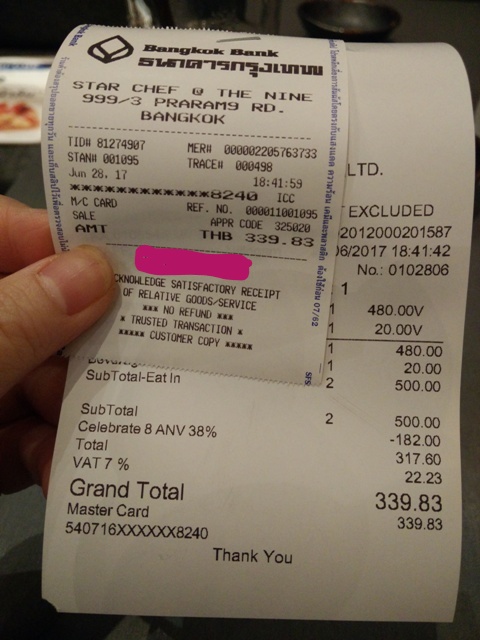 Bangkok Bank
ธนาคารกรุงเทพ
STAR CHEF @ THE NINE
999/3 PRARAM9 RD.
BANGKOK
TID# 81274907 MER# 000002205763733
STAN# 001095 TRACE# 000498
Jun 28, 17 18:41:59
************8240 ICC
M/C CARD REF. NO. 000011001095
SALE APPR CODE 325020
AMT THB 339.83
CKNOWLEDGE SATISFACTORY RECEIPT
OF RELATIVE GOODS/SERVICE
*** NO REFUND ***
* TRUSTED TRANSACTION *
***** CUSTOMER COPY *****
LTD.
EXCLUDED
2012000201587
06/2017 18:41:42
No.: 0102806
1
1 480.00V
1 20.00V
1 480.00
1 20.00
SubTotal-Eat In 2 500.00
SubTotal 2 500.00
Celebrate 8 ANV 38% -182.00
Total 317.60
VAT 7 % 22.23
Grand Total 339.83
Master Card 339.83
540716XXXXXX8240
Thank You